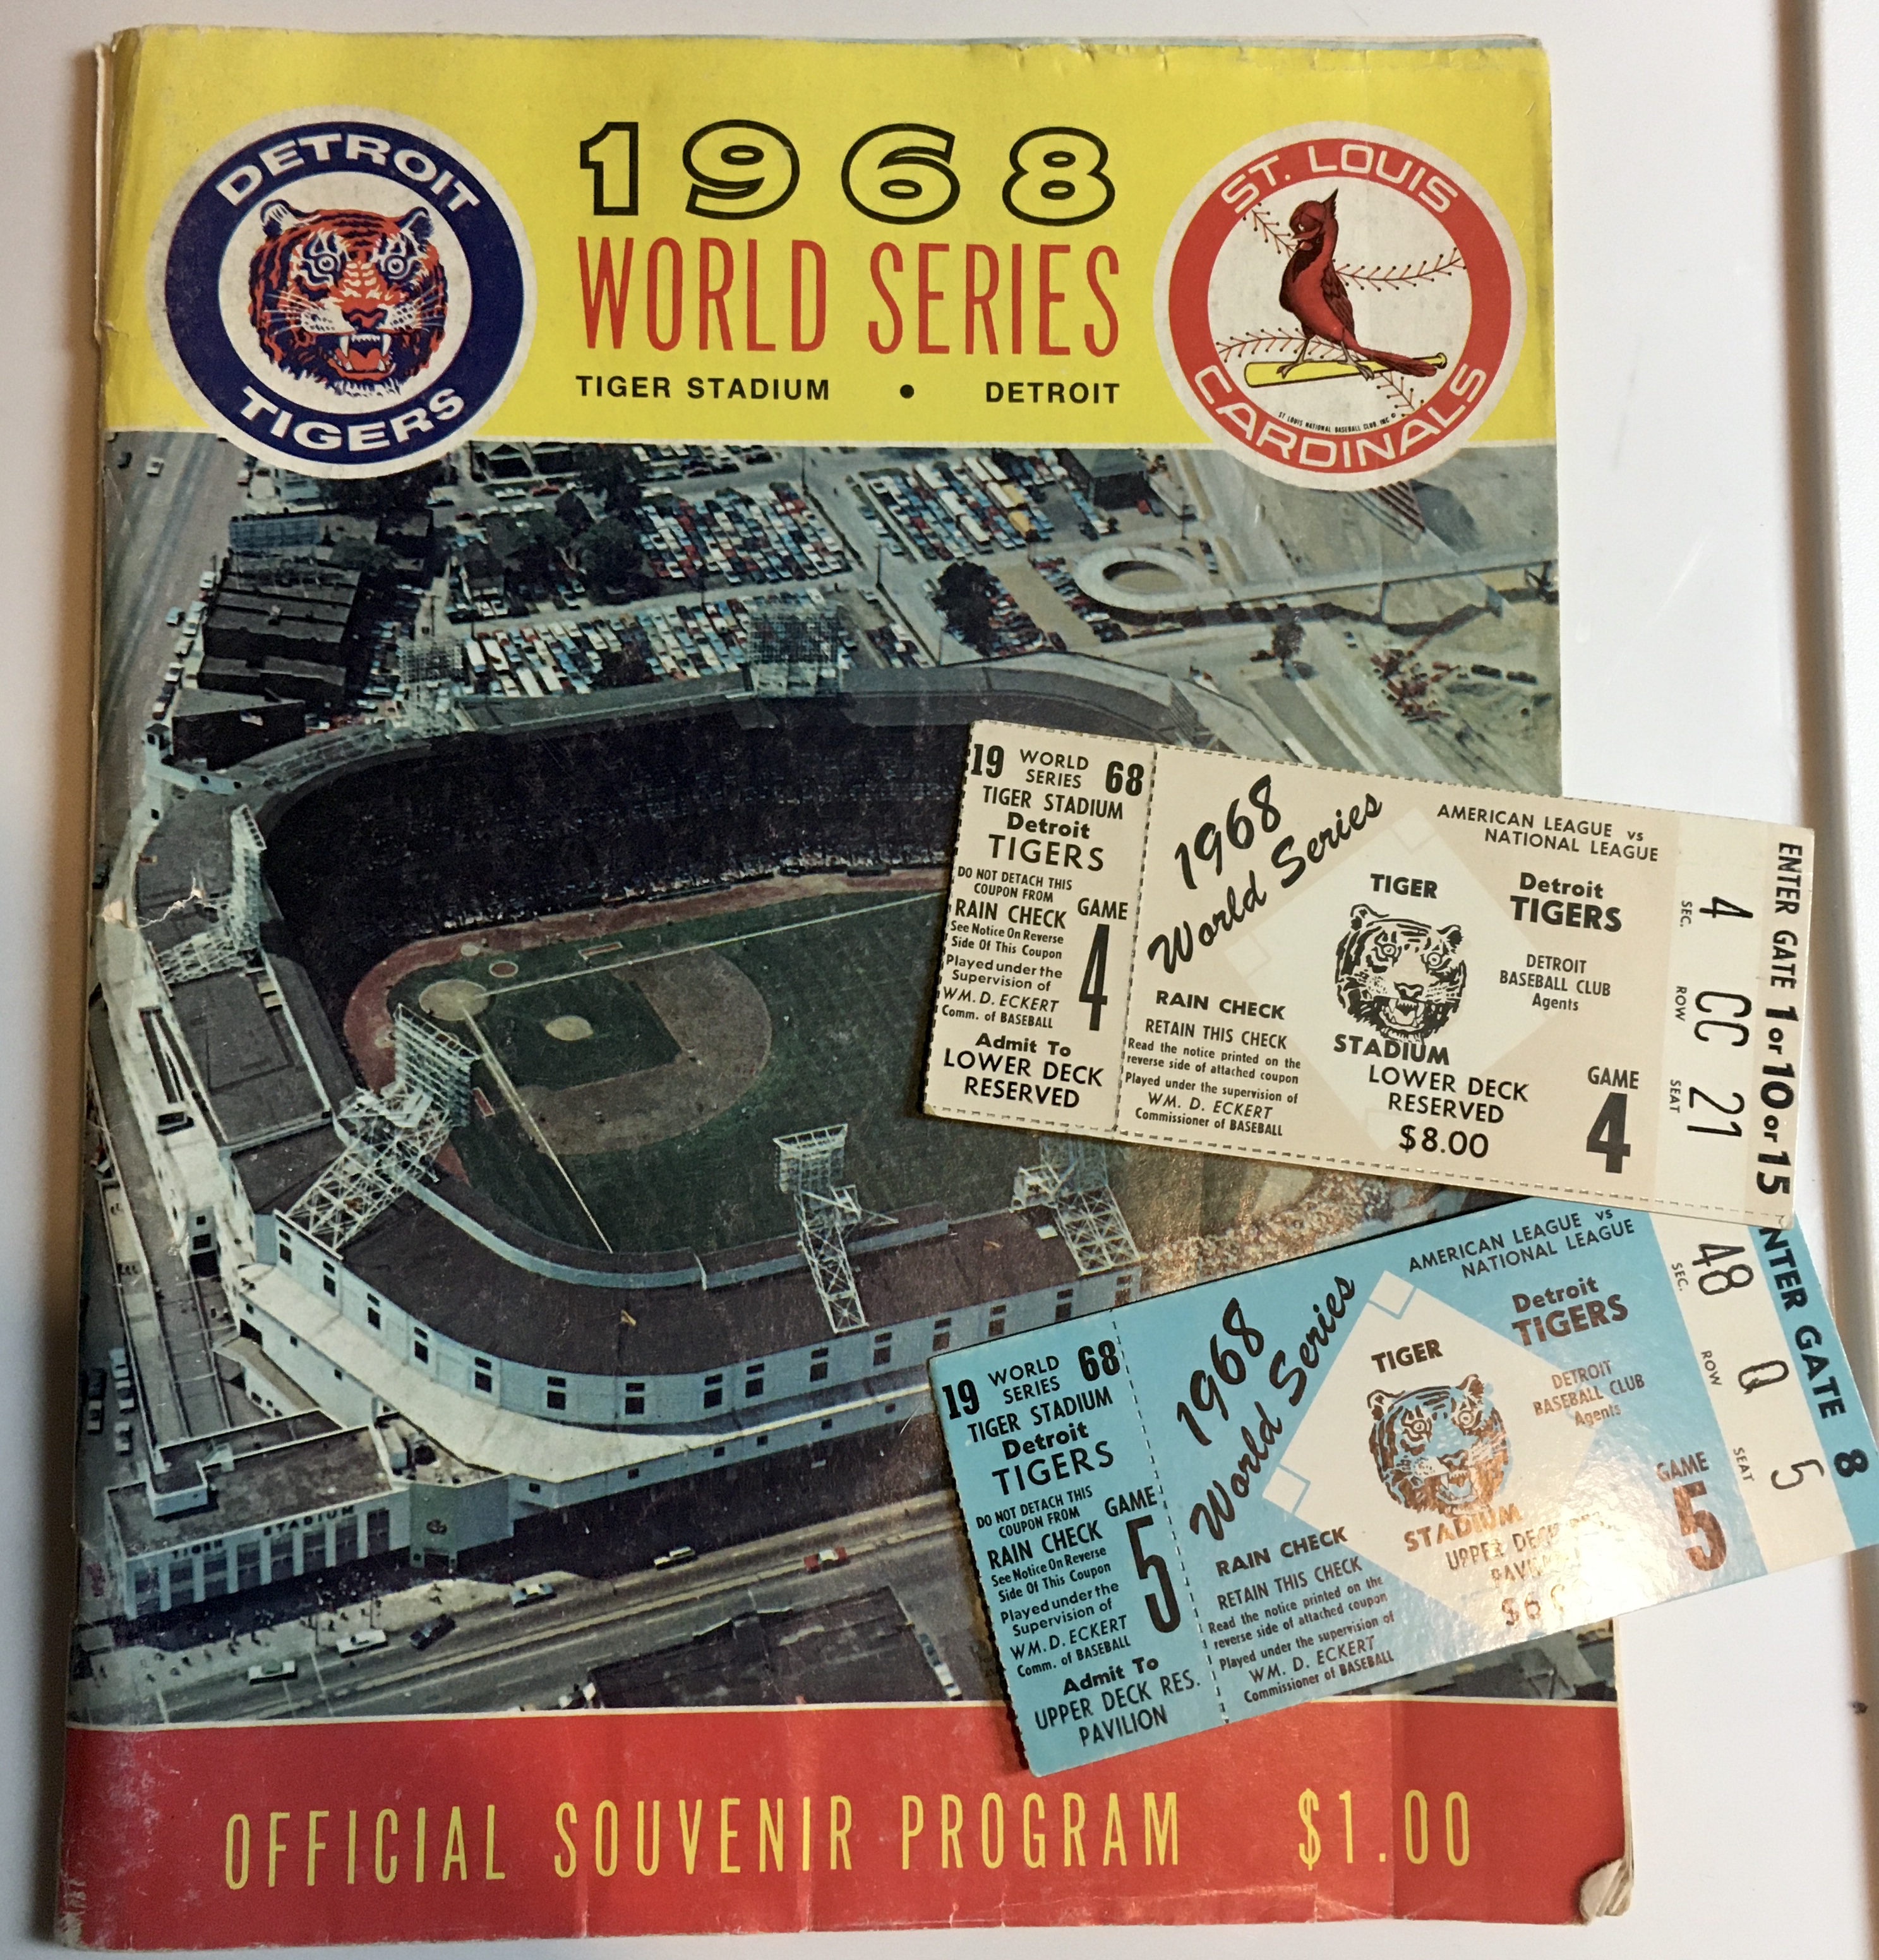 DETROIT
TIGERS
1968
WORLD SERIES
TIGER STADIUM • DETROIT
ST. LOUIS
CARDINALS
ST LOUIS NATIONAL BASEBALL CLUB, INC ©
TIGER STADIUM
OFFICIAL SOUVENIR PROGRAM $1.00
19 WORLD SERIES 68
TIGER STADIUM
Detroit
TIGERS
DO NOT DETACH THIS
COUPON FROM
RAIN CHECK
See Notice On Reverse
Side Of This Coupon
Played under the
Supervision of
WM. D. ECKERT
Comm. of BASEBALL
GAME
4
Admit To
LOWER DECK
RESERVED
1968
World Series
RAIN CHECK
RETAIN THIS CHECK
Read the notice printed on the
reverse side of attached coupon
Played under the supervision of
WM. D. ECKERT
Commissioner of BASEBALL
AMERICAN LEAGUE vs
NATIONAL LEAGUE
TIGER
STADIUM
Detroit
TIGERS
DETROIT
BASEBALL CLUB
Agents
LOWER DECK
RESERVED
$8.00
GAME
4
SEC. 4
ROW CC
SEAT 21
ENTER GATE 1 or 10 or 15
19 WORLD SERIES 68
TIGER STADIUM
Detroit
TIGERS
DO NOT DETACH THIS
COUPON FROM
RAIN CHECK
See Notice On Reverse
Side Of This Coupon
Played under the
Supervision of
WM. D. ECKERT
Comm. of BASEBALL
GAME
5
Admit To
UPPER DECK RES.
PAVILION
1968
World Series
RAIN CHECK
RETAIN THIS CHECK
Read the notice printed on the
reverse side of attached coupon
Played under the supervision of
WM. D. ECKERT
Commissioner of BASEBALL
AMERICAN LEAGUE vs
NATIONAL LEAGUE
TIGER
STADIUM
Detroit
TIGERS
DETROIT
BASEBALL CLUB
Agents
UPPER DECK
GAME
5
SEC. 48
ROW Q
SEAT 5
NTER GATE 8